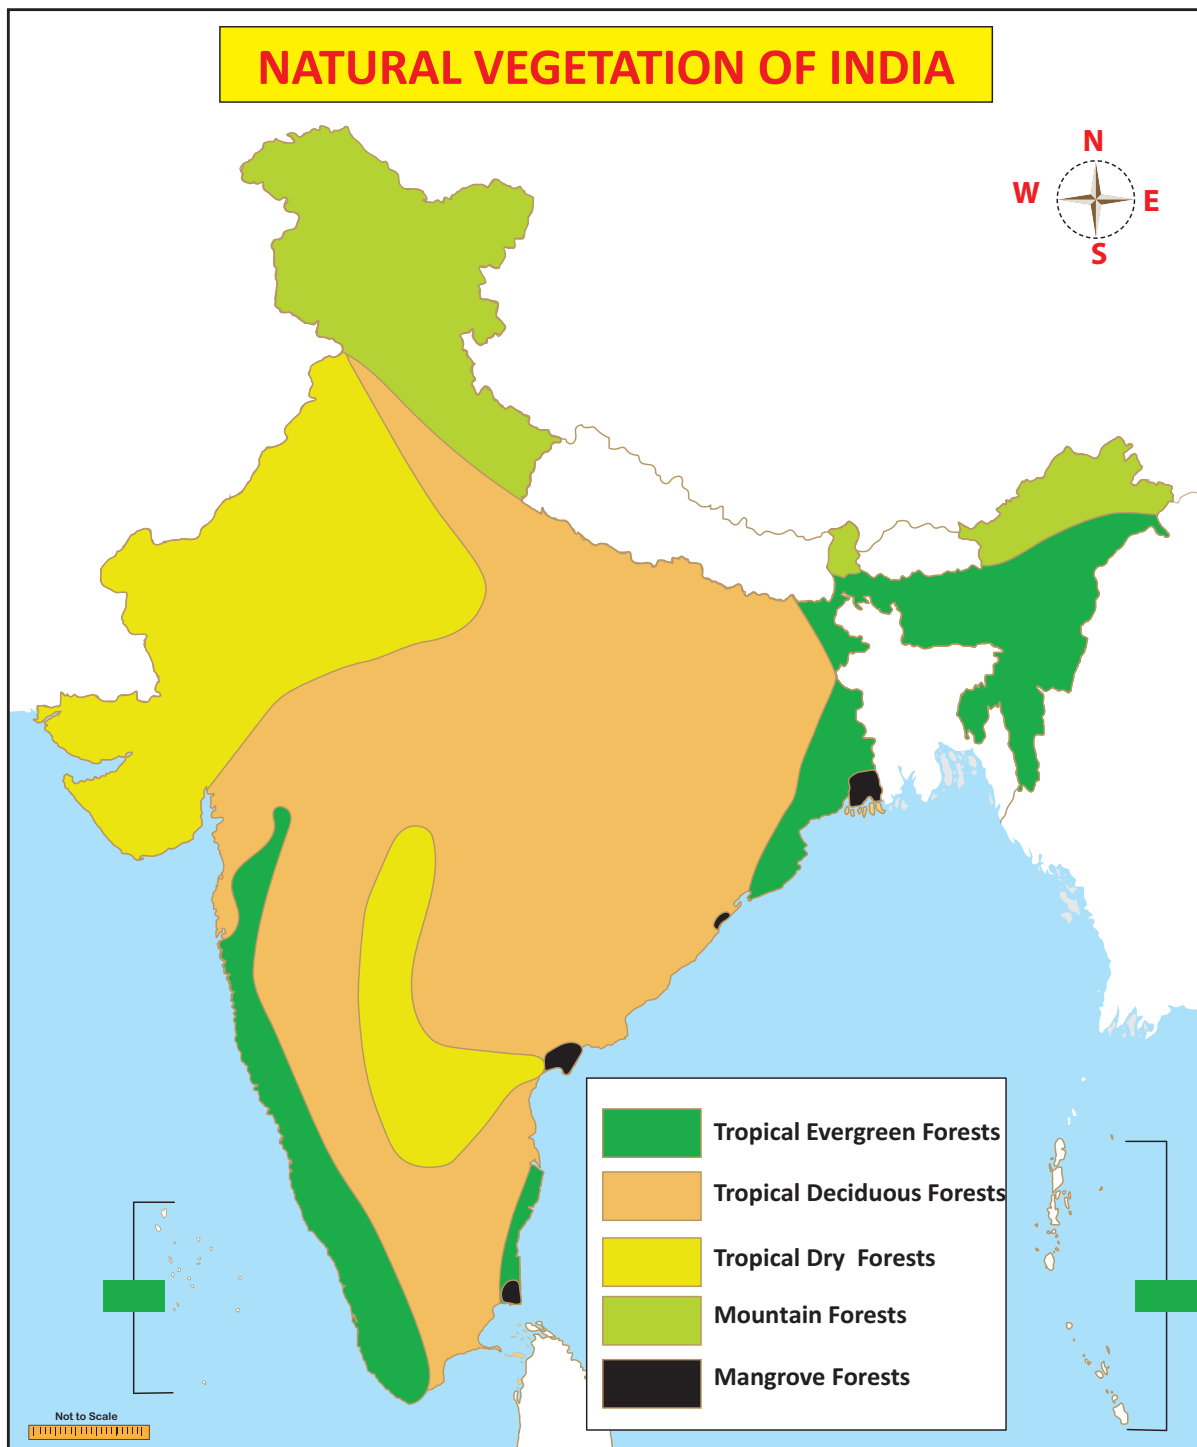 NATURAL VEGETATION OF INDIA
N
W
E
S
Tropical Evergreen Forests
Tropical Deciduous Forests
Tropical Dry Forests
Mountain Forests
Mangrove Forests
Not to Scale